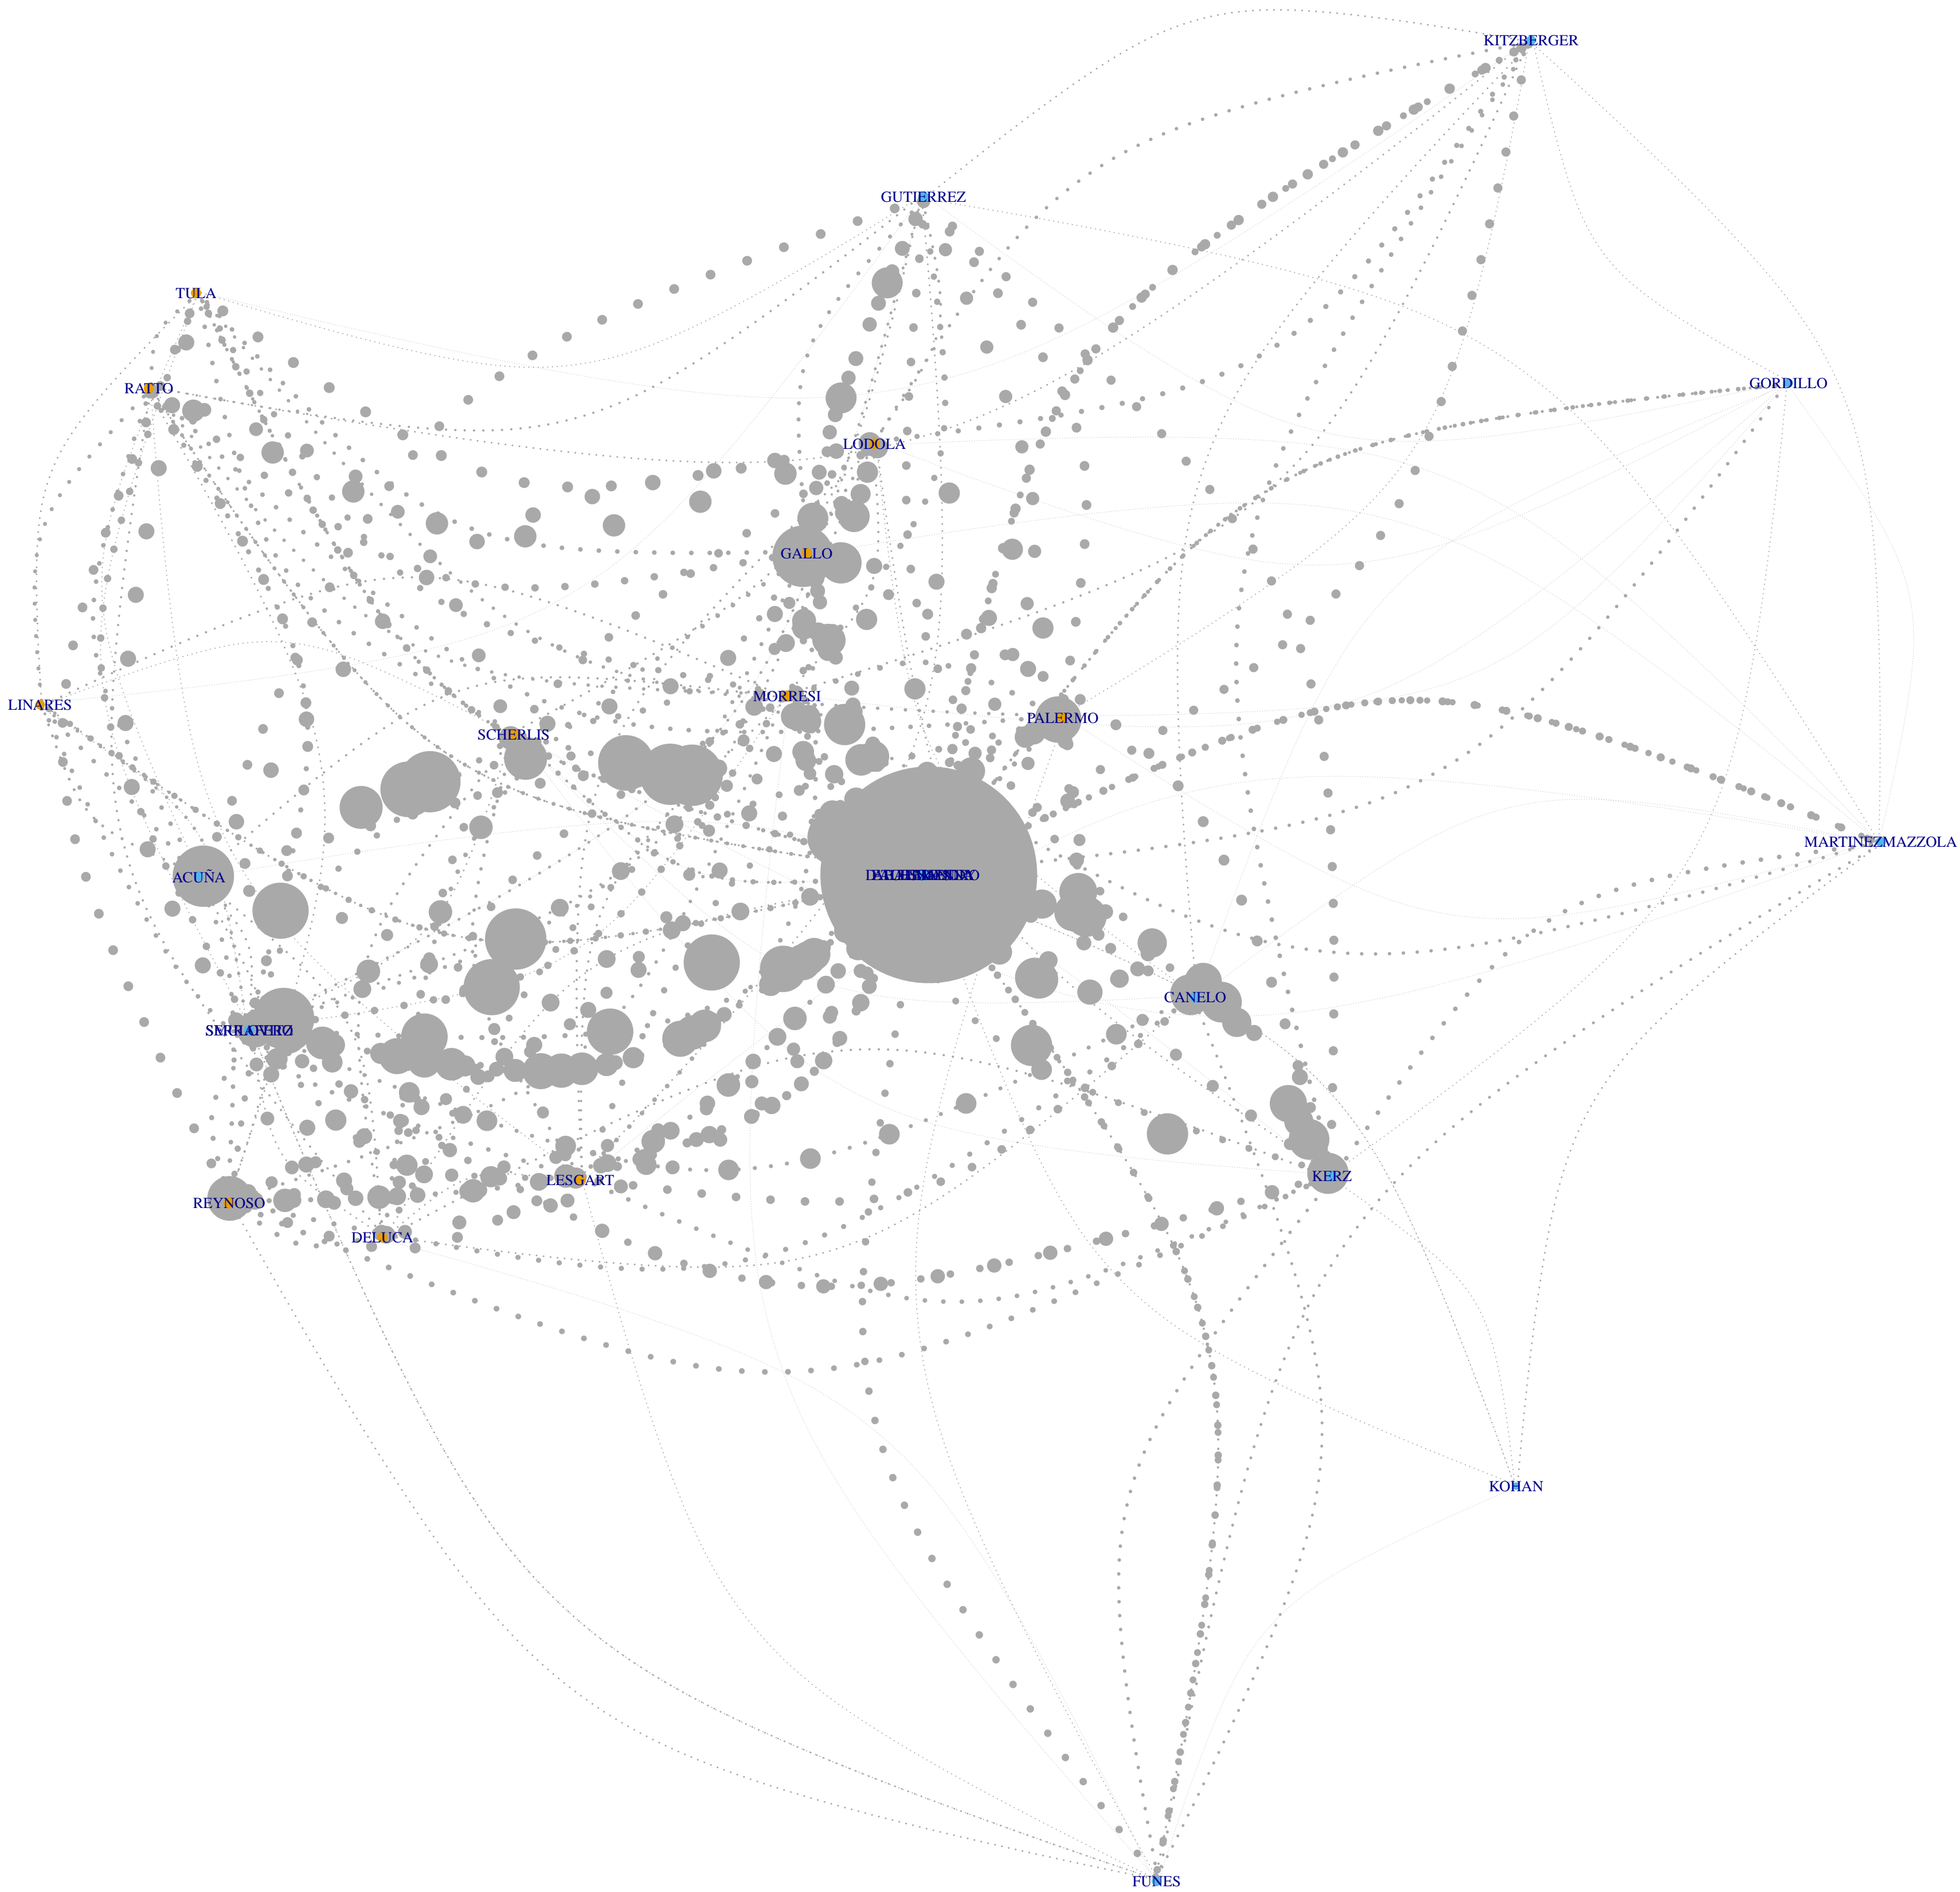 KITZBERGER
GUTIERREZ
TULA
GORDILLO
RATTO
LODOLA
GALLO
MORRESI
LINARES
PALERMO
SCHERLIS
MARTINEZMAZZOLA
ACUÑA
CANELO
KERZ
LESGART
REYNOSO
DELUCA
KOHAN
FUNES